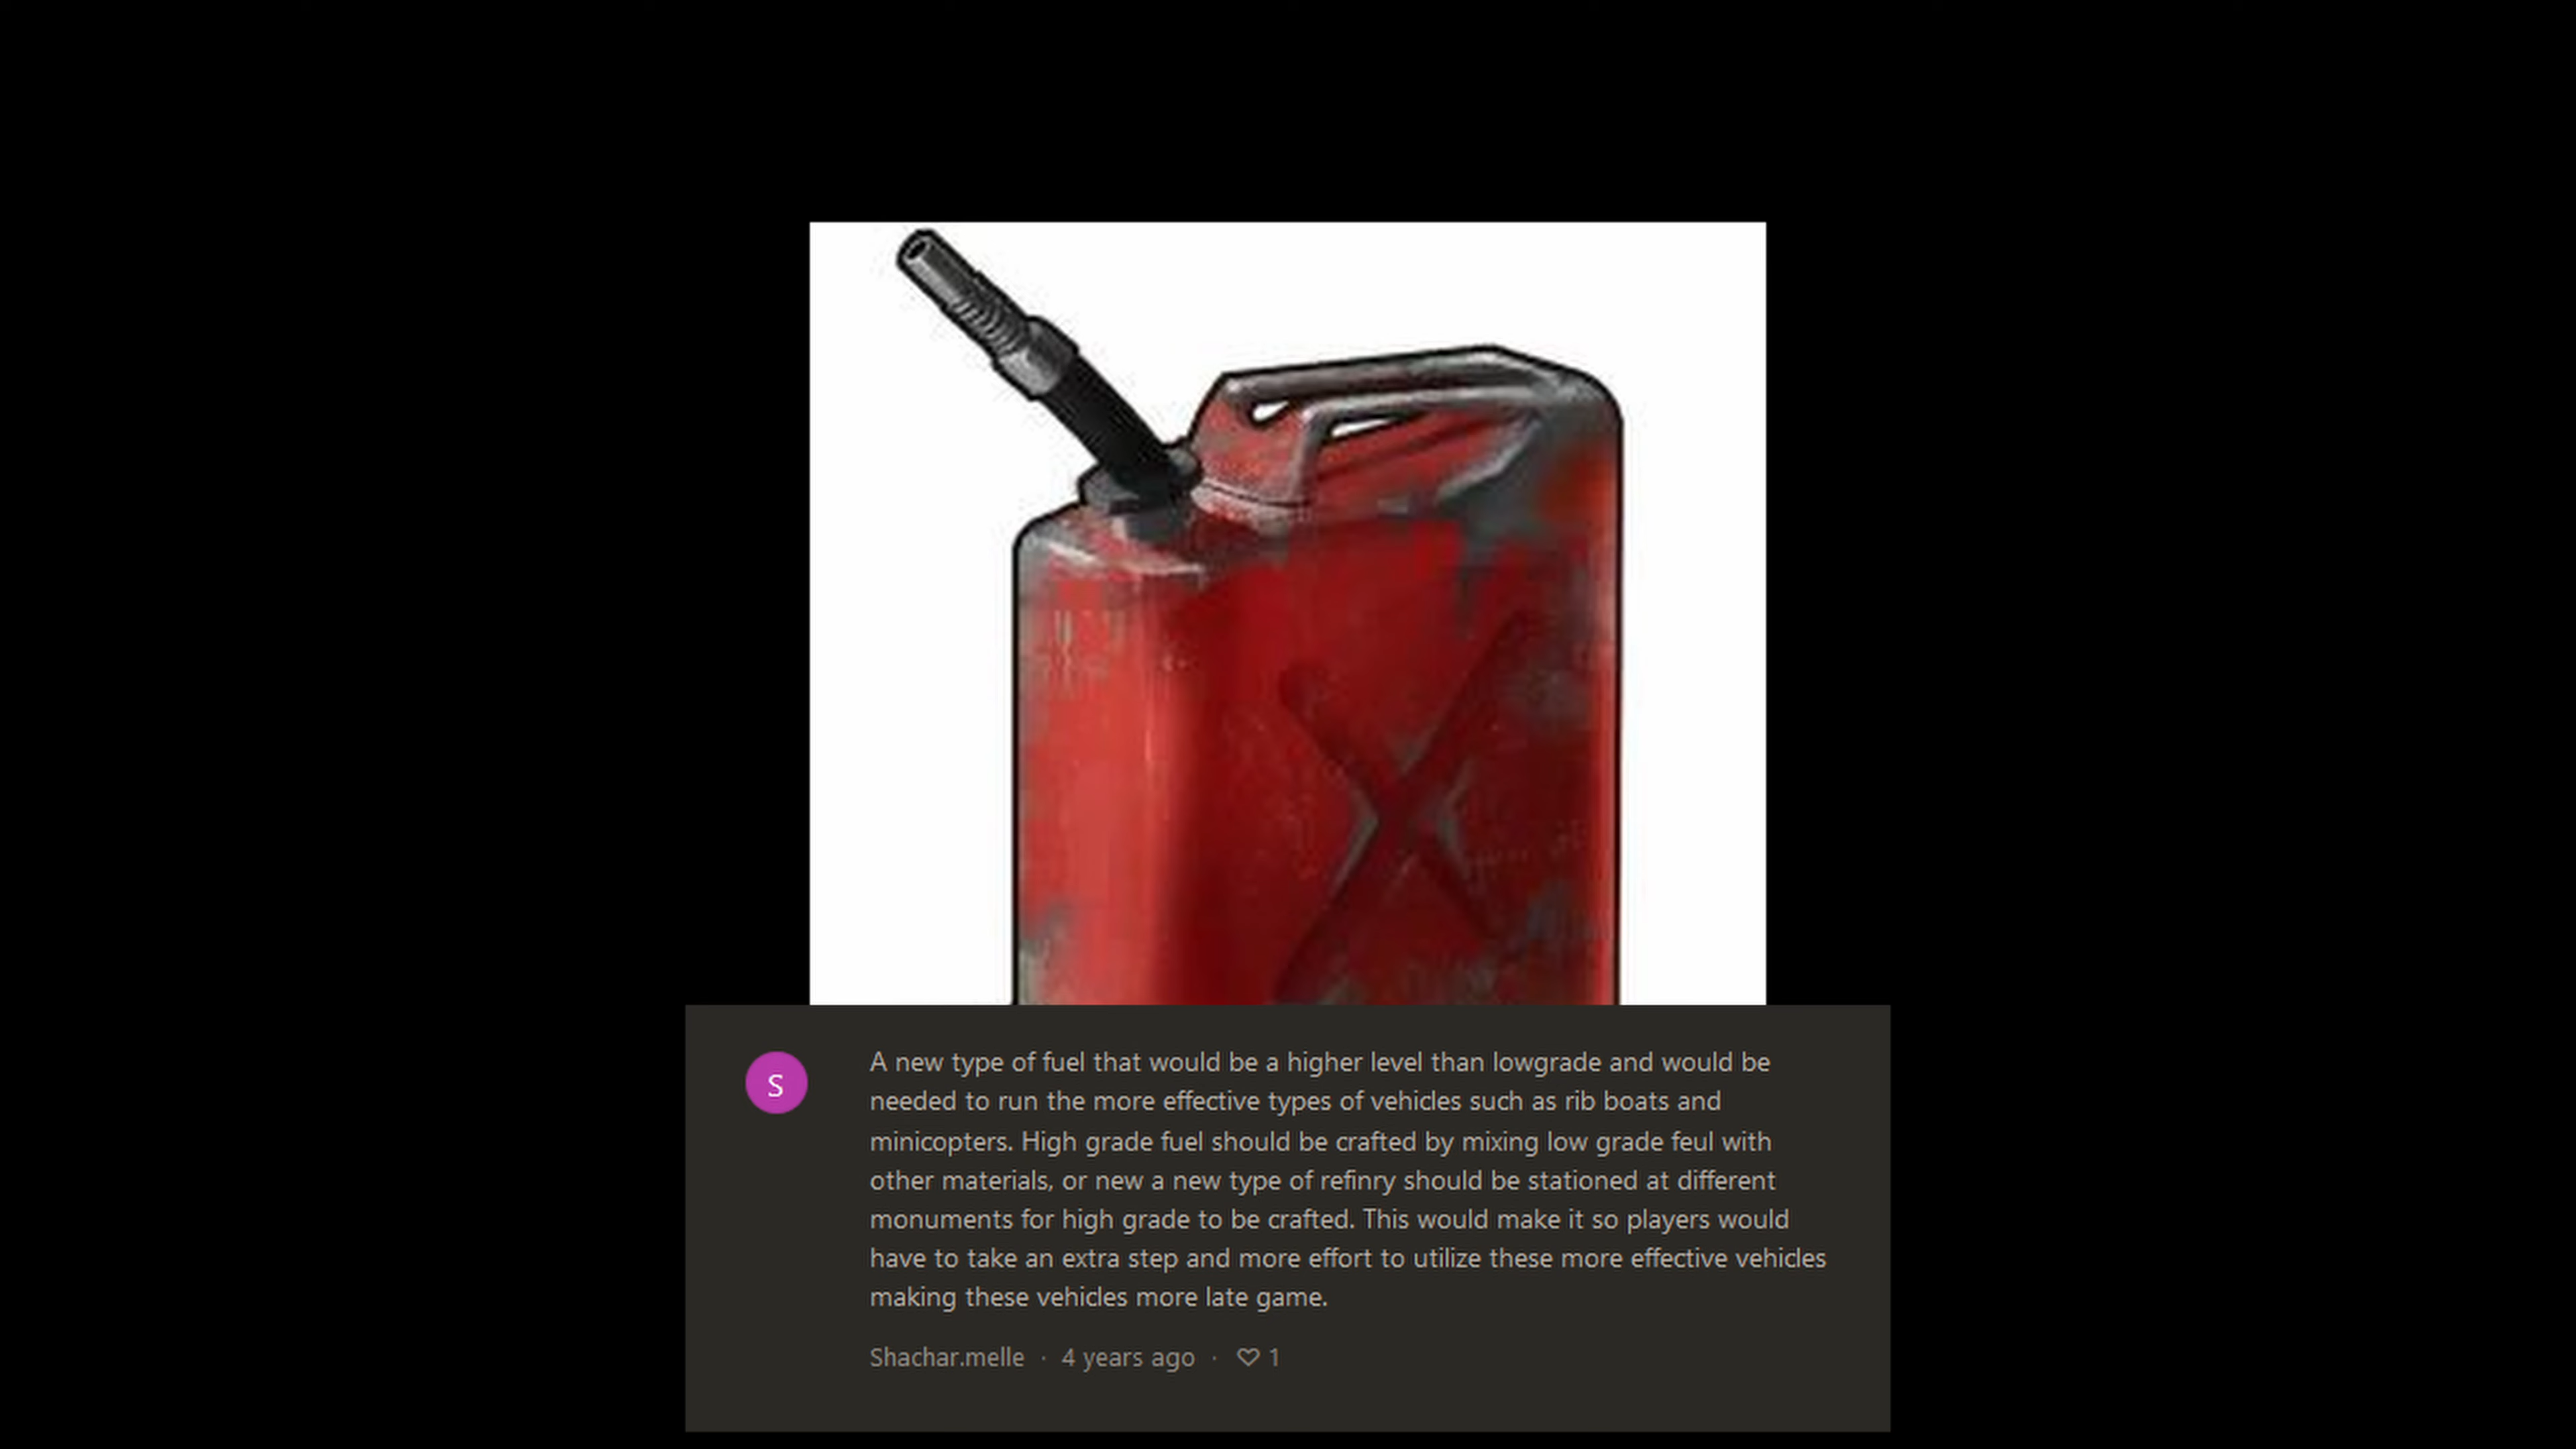 S
A new type of fuel that would be a higher level than lowgrade and would be
needed to run the more effective types of vehicles such as rib boats and
minicopters. High grade fuel should be crafted by mixing low grade feul with
other materials, or new a new type of refinry should be stationed at different
monuments for high grade to be crafted. This would make it so players would
have to take an extra step and more effort to utilize these more effective vehicles
making these vehicles more late game.
Shachar.melle · 4 years ago · ♡ 1